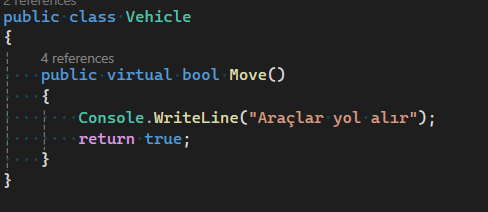 2 references
public class Vehicle
{
4 references
public virtual bool Move()
{
Console.WriteLine("Araçlar yol alır");
return true;
}
}